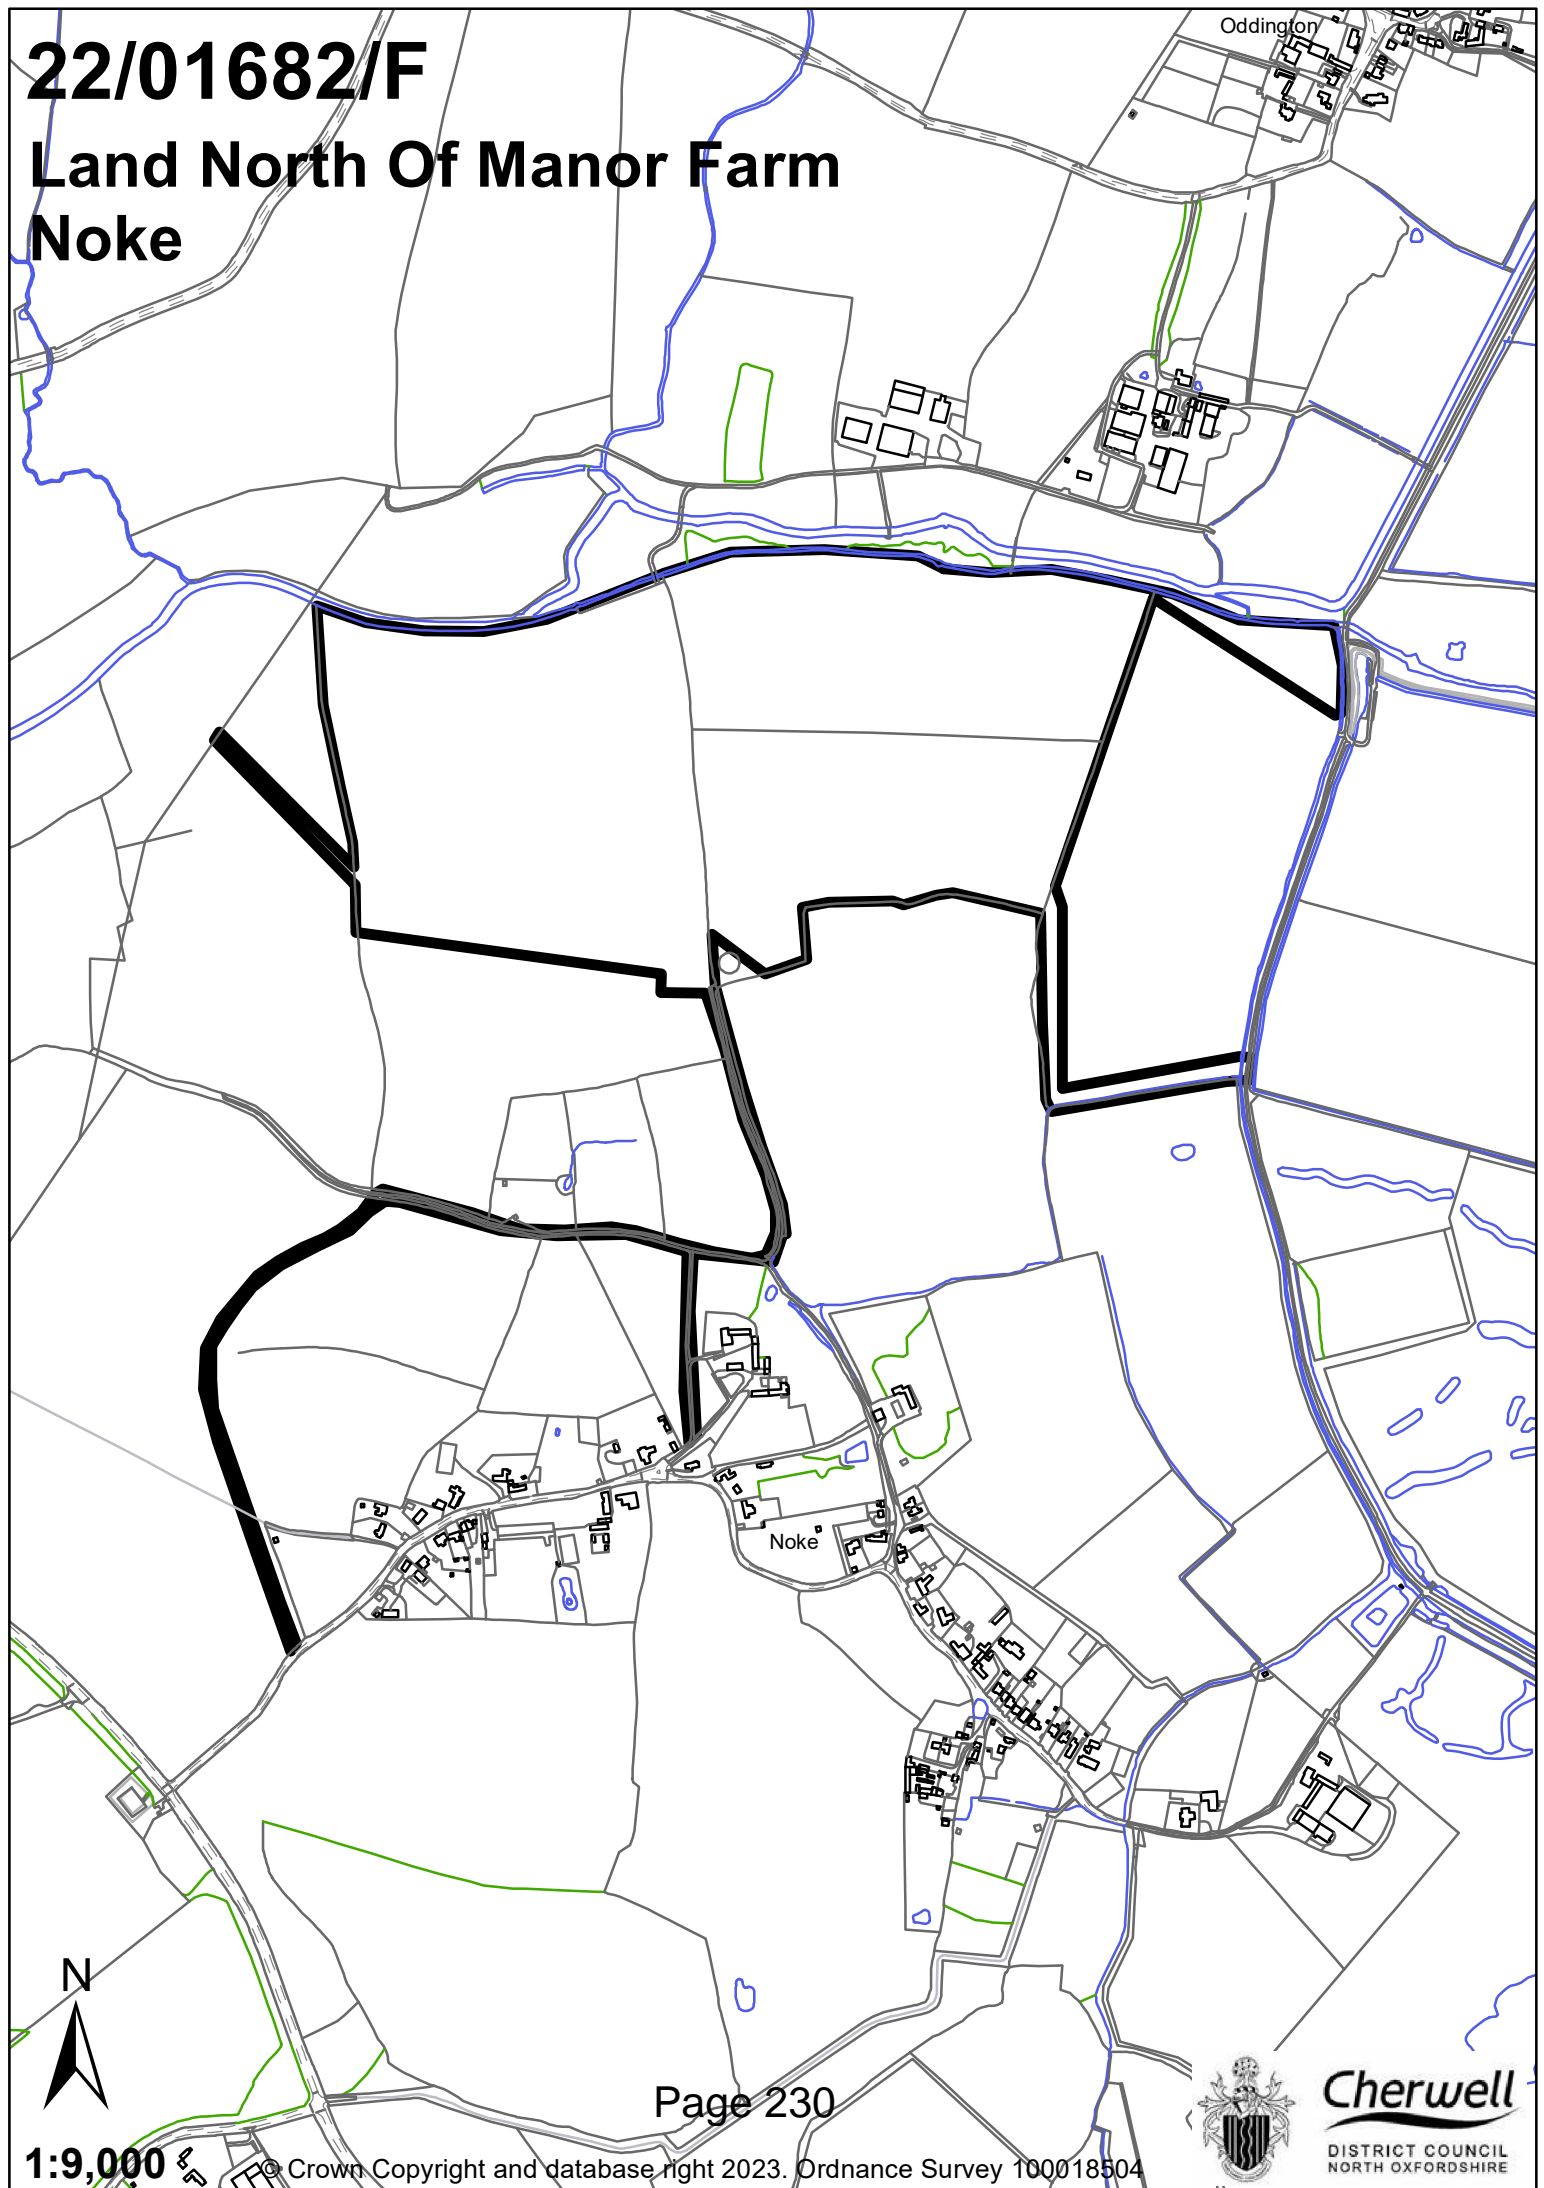 Oddington
22/01682/F
Land North Of Manor Farm
Noke
Noke
N
Page 230
1:9,000
© Crown Copyright and database right 2023. Ordnance Survey 100018504
Cherwell
DISTRICT COUNCIL
NORTH OXFORDSHIRE